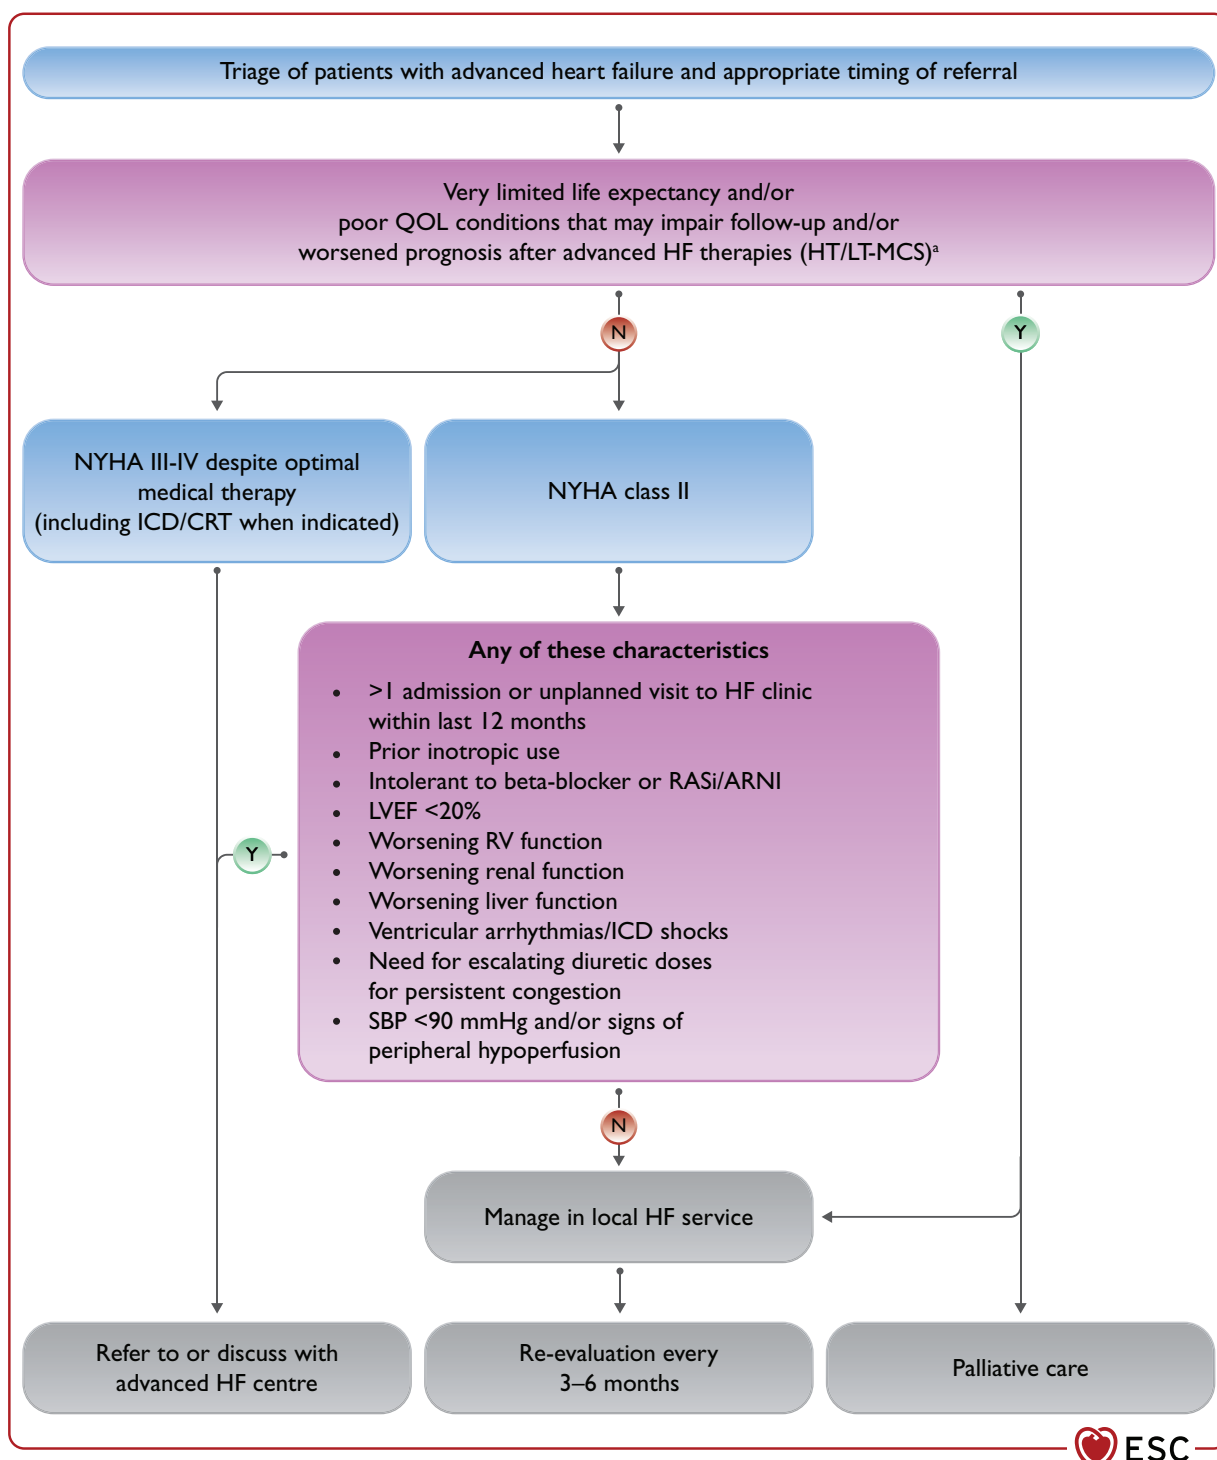 Triage of patients with advanced heart failure and appropriate timing of referral
Very limited life expectancy and/or
poor QOL conditions that may impair follow-up and/or
worsened prognosis after advanced HF therapies (HT/LT-MCS)ᵃ
N
Y
NYHA III-IV despite optimal
medical therapy
(including ICD/CRT when indicated)
NYHA class II
Any of these characteristics
• >1 admission or unplanned visit to HF clinic
within last 12 months
• Prior inotropic use
• Intolerant to beta-blocker or RASi/ARNI
• LVEF <20%
• Worsening RV function
• Worsening renal function
• Worsening liver function
• Ventricular arrhythmias/ICD shocks
• Need for escalating diuretic doses
for persistent congestion
• SBP <90 mmHg and/or signs of
peripheral hypoperfusion
Y
N
Manage in local HF service
Refer to or discuss with
advanced HF centre
Re-evaluation every
3–6 months
Palliative care
ESC